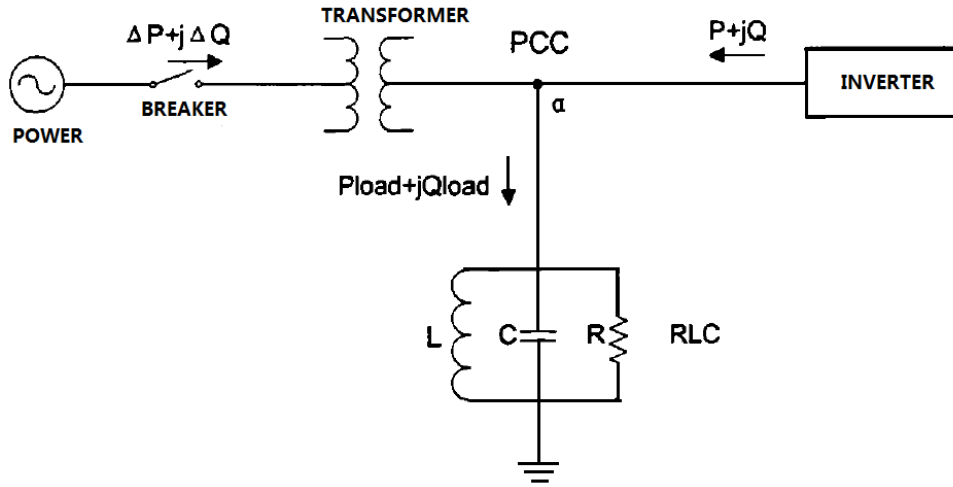 TRANSFORMER
ΔP+jΔQ
PCC
P+jQ
INVERTER
BREAKER
α
POWER
Pload+jQload
L
C
R
RLC